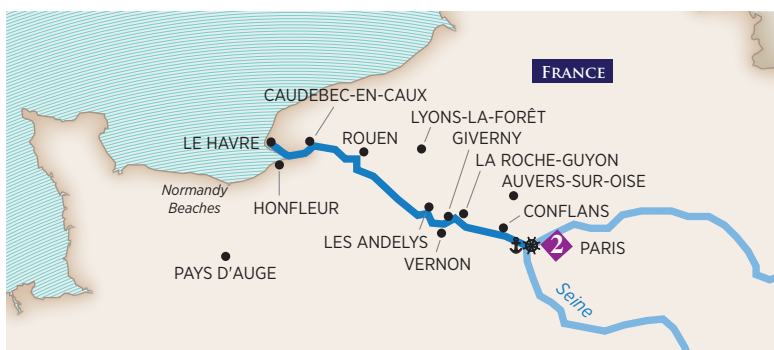 FRANCE
CAUDEBEC-EN-CAUX
LYONS-LA-FORÊT
LE HAVRE
ROUEN
GIVERNY
LA ROCHE-GUYON
AUVERS-SUR-OISE
Normandy
Beaches
HONFLEUR
CONFLANS
LES ANDELYS
2
PARIS
VERNON
PAYS D'AUGE
Seine